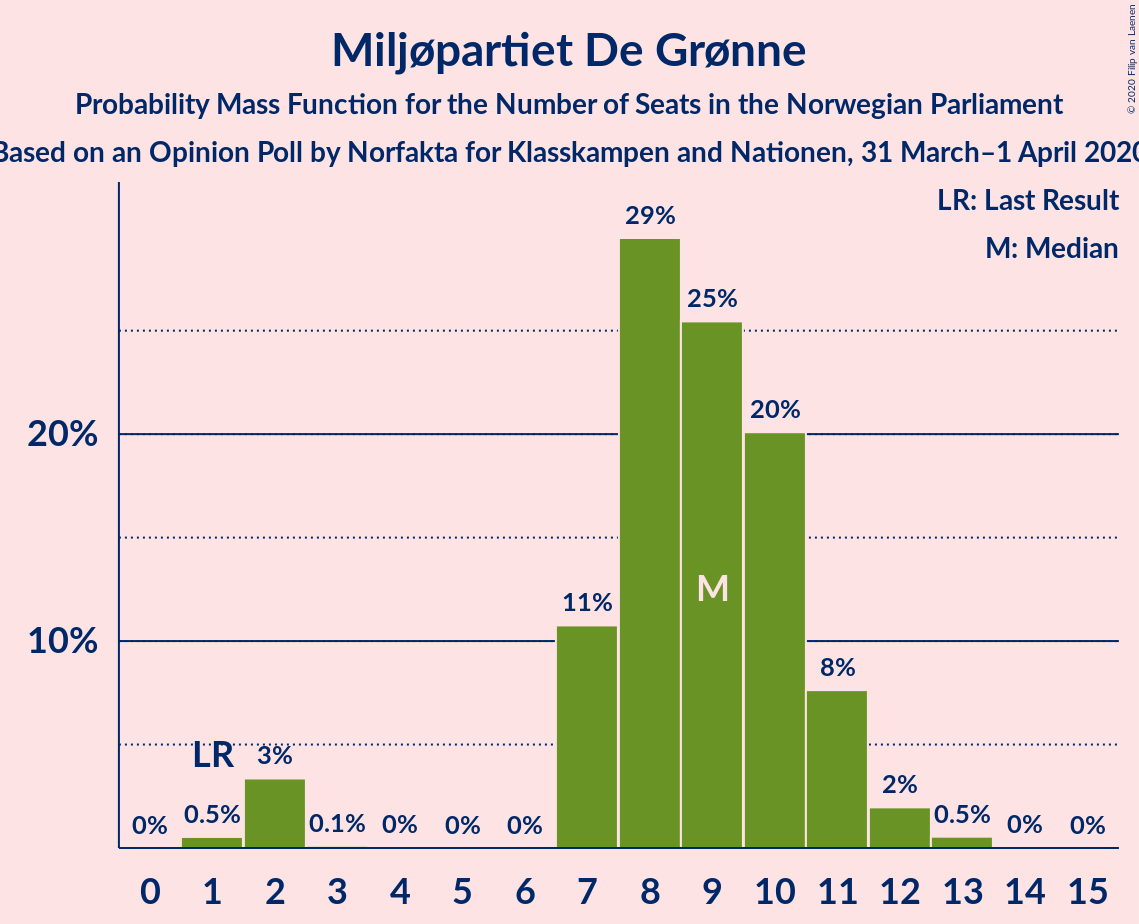 Miljøpartiet De Grønne
Probability Mass Function for the Number of Seats in the Norwegian Parliament
Based on an Opinion Poll by Norfakta for Klasskampen and Nationen, 31 March–1 April 2020
© 2020 Filip van Laenen
LR: Last Result
M: Median
29%
25%
20%
20%
11%
M
10%
8%
LR
3%
2%
0%
0.5%
0.1%
0%
0%
0%
0.5%
0%
0%
0 1 2 3 4 5 6 7 8 9 10 11 12 13 14 15